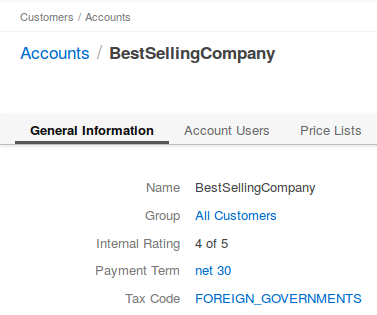 Customers / Accounts
Accounts / BestSellingCompany
General Information Account Users Price Lists
Name BestSellingCompany
Group All Customers
Internal Rating 4 of 5
Payment Term net 30
Tax Code FOREIGN_GOVERNMENTS